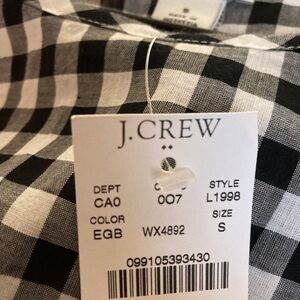 S
J.CREW
DEPT STYLE
CA0 007 L1998
COLOR SIZE
EGB WX4892 S
099105393430